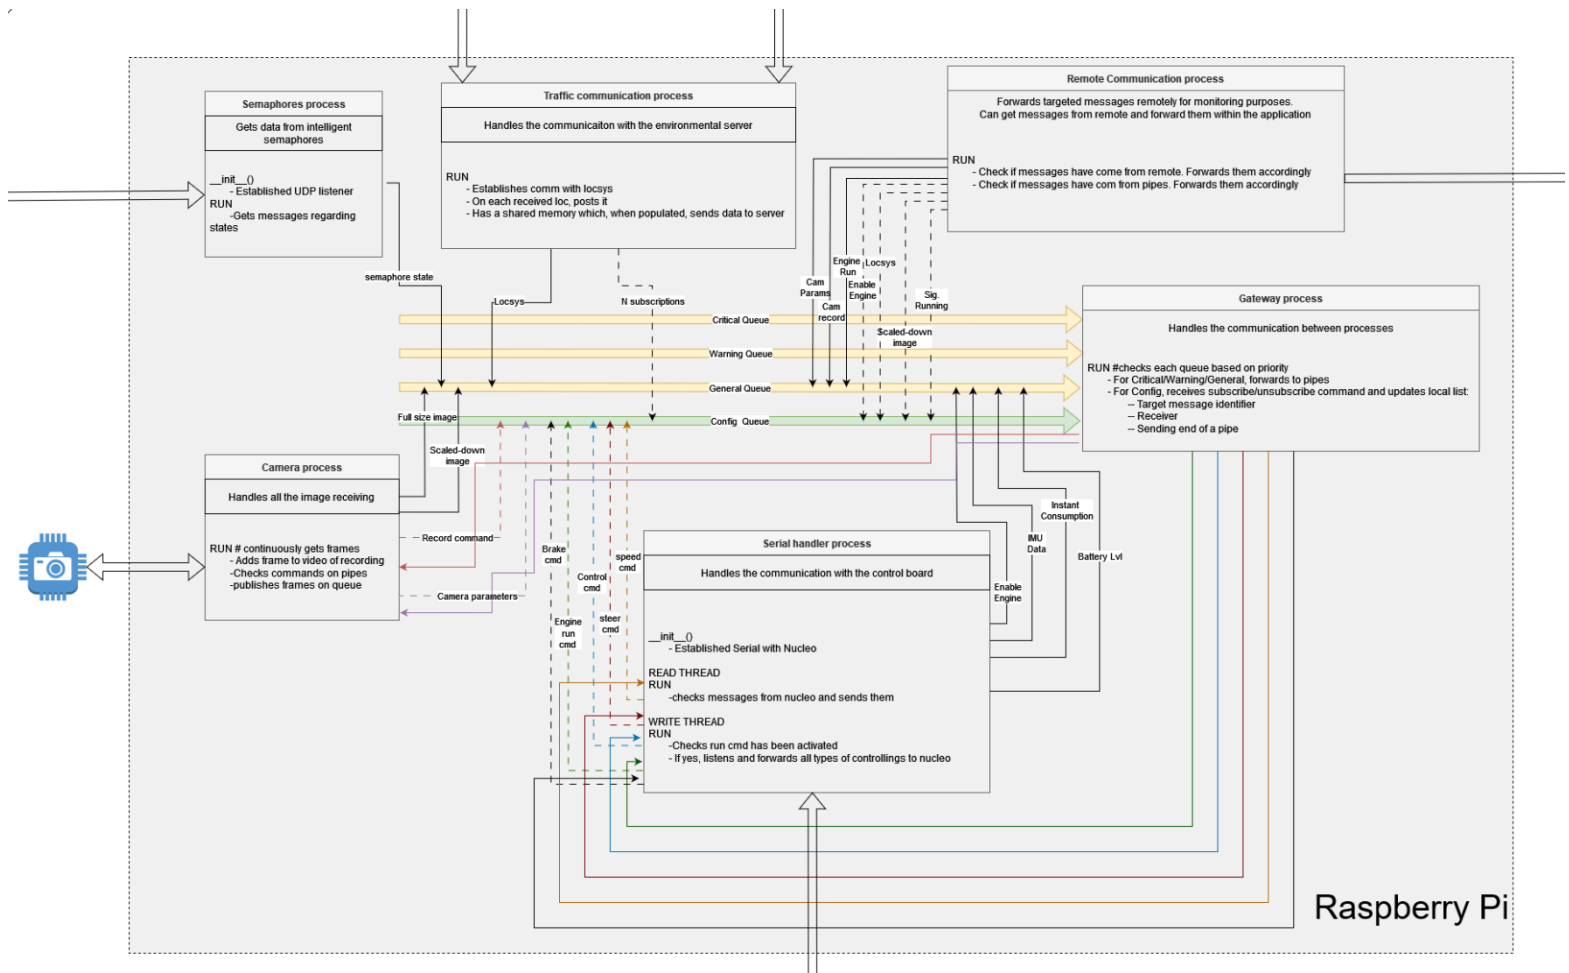 Semaphores process
Gets data from intelligent
semaphores
__init__()
- Established UDP listener
RUN
-Gets messages regarding
states
Traffic communication process
Handles the communicaiton with the environmental server
RUN
- Establishes comm with locsys
- On each received loc, posts it
- Has a shared memory which, when populated, sends data to server
Remote Communication process
Forwards targeted messages remotely for monitoring purposes.
Can get messages from remote and forward them within the application
RUN
- Check if messages have come from remote. Forwards them accordingly
- Check if messages have com from pipes. Forwards them accordingly
semaphore state
Locsys
N subscriptions
Cam
Params
Cam
record
Engine
Run
Enable
Engine
Locsys
Scaled-down
image
Sig.
Running
Critical Queue
Warning Queue
General Queue
Config Queue
Gateway process
Handles the communication between processes
RUN #checks each queue based on priority
- For Critical/Warning/General, forwards to pipes
- For Config, receives subscribe/unsubscribe command and updates local list:
-- Target message identifier
-- Receiver
-- Sending end of a pipe
Full size image
Scaled-down
image
Camera process
Handles all the image receiving
RUN # continuously gets frames
- Adds frame to video of recording
-Checks commands on pipes
-publishes frames on queue
Record command
Camera parameters
Brake
cmd
Engine
run
cmd
Control
cmd
steer
cmd
speed
cmd
Serial handler process
Handles the communication with the control board
__init__()
- Established Serial with Nucleo
READ THREAD
RUN
-checks messages from nucleo and sends them
WRITE THREAD
RUN
-Checks run cmd has been activated
- If yes, listens and forwards all types of controllings to nucleo
Enable
Engine
IMU
Data
Instant
Consumption
Battery Lvl
Raspberry Pi